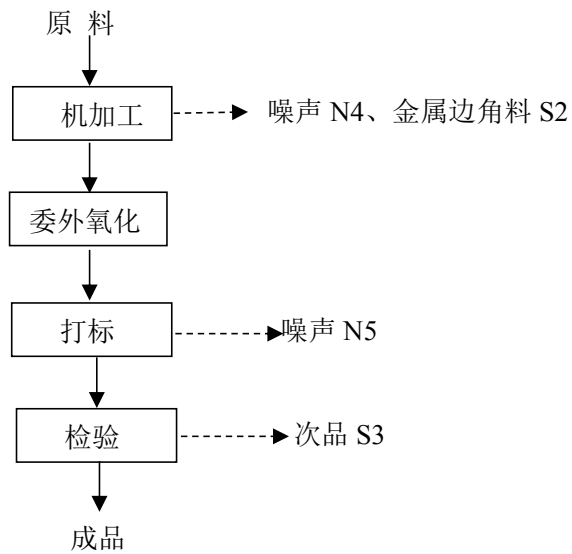 原 料
机加工
噪声 N4、金属边角料 S2
委外氧化
打标
噪声 N5
检验
次品 S3
成品